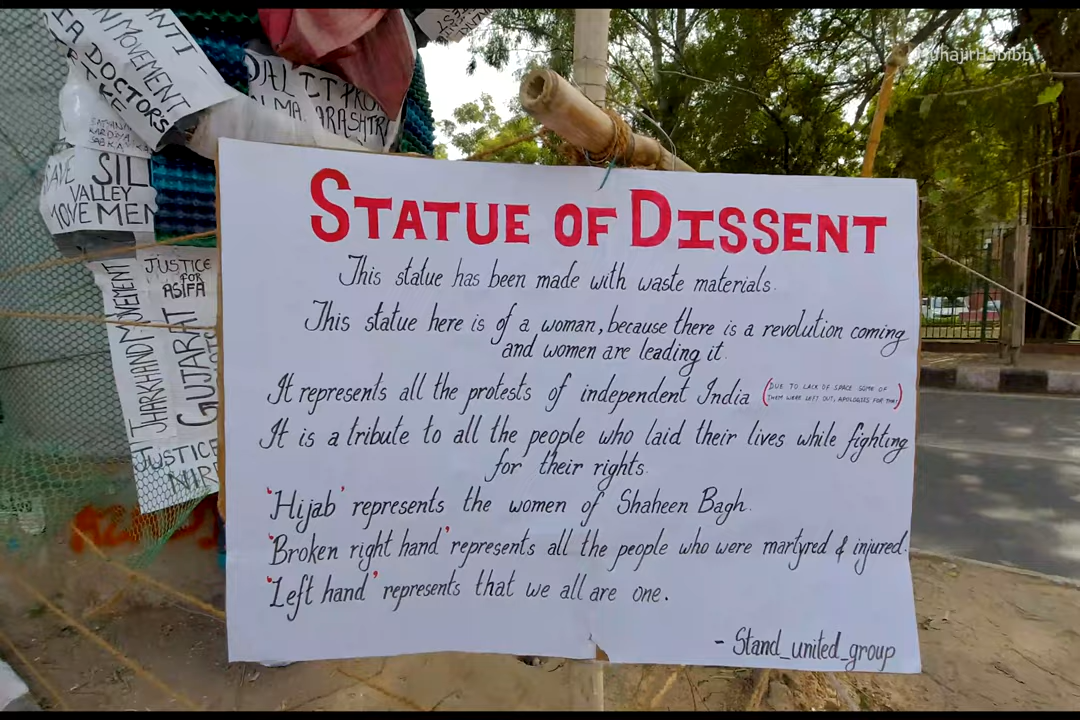 STATUE OF DISSENT
This statue has been made with waste materials.
This statue here is of a woman, because there is a revolution coming
and women are leading it.
It represents all the protests of independent India (DUE TO LACK OF SPACE SOME OF
THEM WERE LEFT OUT, APOLOGIES FOR THAT)
It is a tribute to all the people who laid their lives while fighting
for their rights.
'Hijab' represents the women of Shaheen Bagh.
'Broken right hand' represents all the people who were martyred & injured.
'Left hand' represents that we all are one.
- Stand_united_group
MOVEMENT
DOCTORS
DALIT
SILE
VALLEY
MOVEMEN
JUSTICE
FOR
ASIFA
JHARKHAND MOVEMENT
GUJARAT
JUSTICE